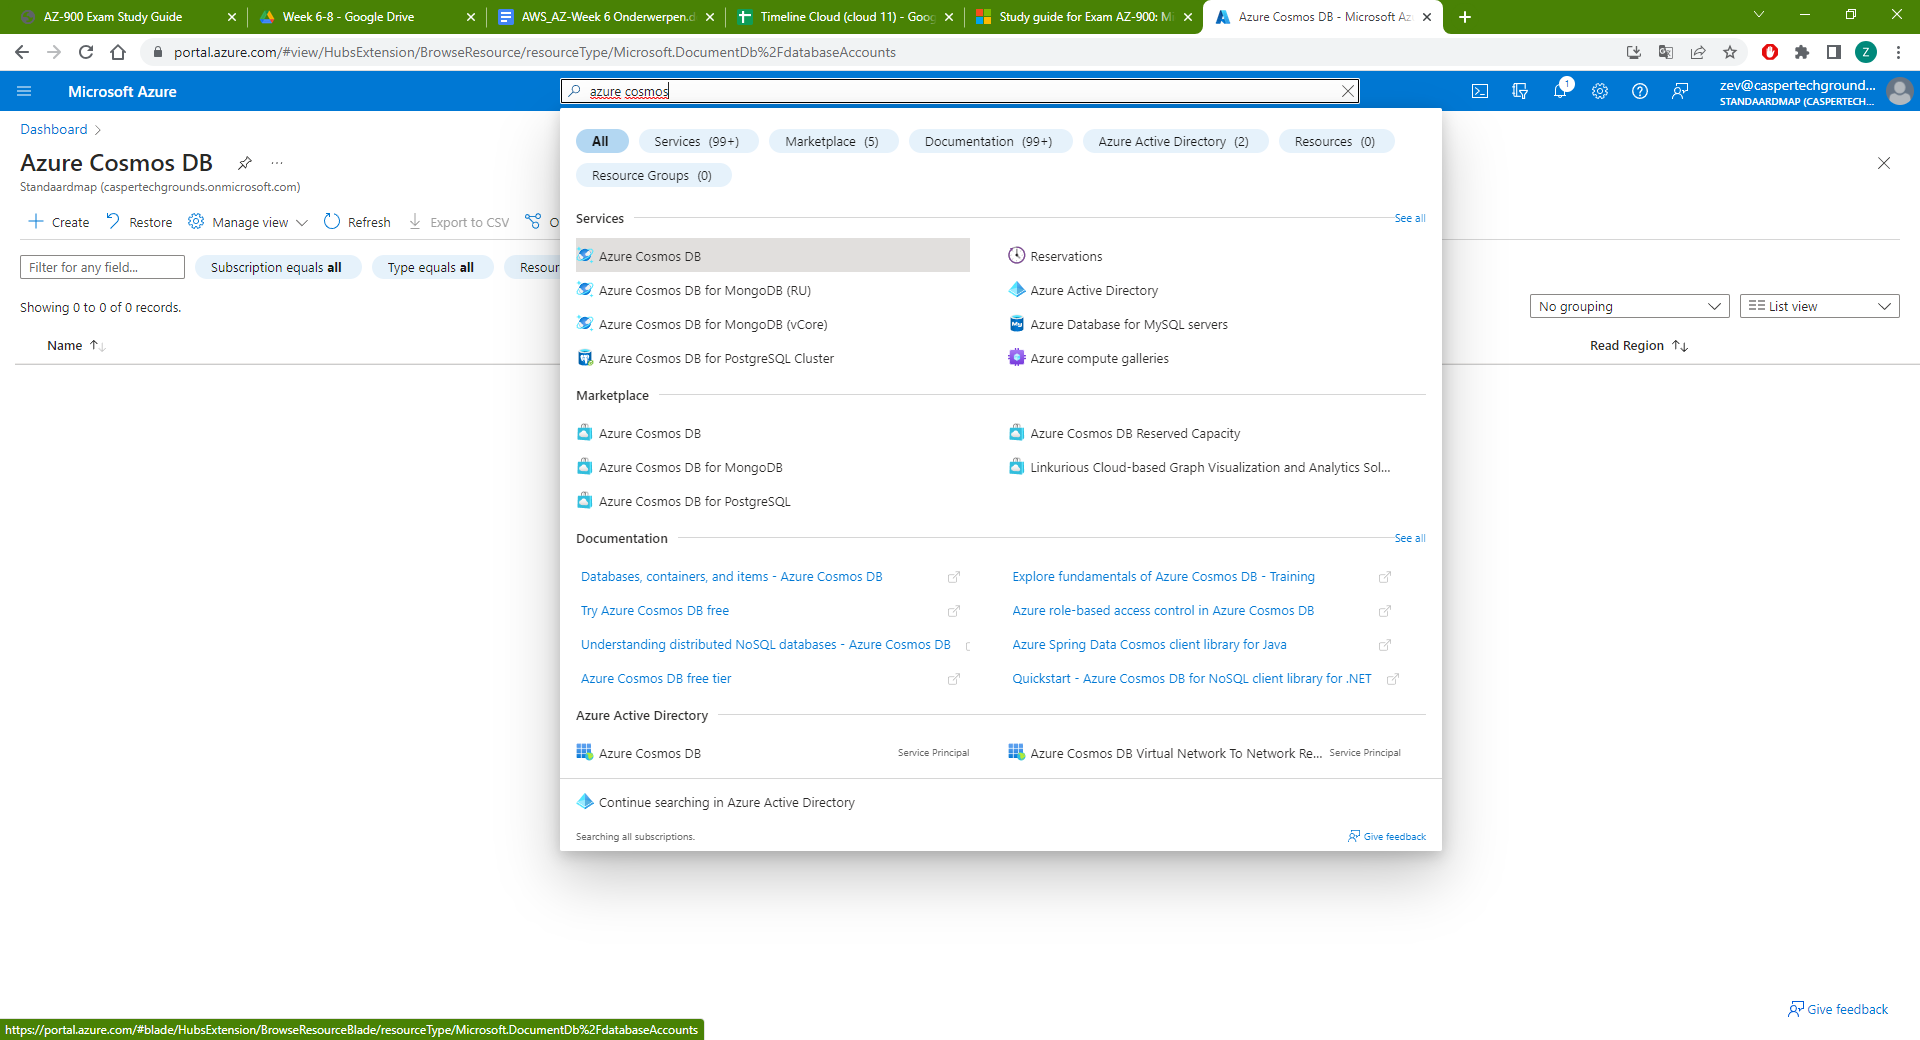 AZ-900 Exam Study Guide
Week 6-8 - Google Drive
AWS_AZ-Week 6 Onderwerpen.d
Timeline Cloud (cloud 11) - Goog
Study guide for Exam AZ-900: Mi
Azure Cosmos DB - Microsoft Az
portal.azure.com/#view/HubsExtension/BrowseResource/resourceType/Microsoft.DocumentDb%2FdatabaseAccounts
Z
Microsoft Azure
azure cosmos
1
zev@caspertechground...
STANDAARDMAP (CASPERTECH...
Dashboard
Azure Cosmos DB
...
Standaardmap (caspertechgrounds.onmicrosoft.com)
Create
Restore
Manage view
Refresh
Export to CSV
O
Filter for any field...
Subscription equals all
Type equals all
Resour
Showing 0 to 0 of 0 records.
No grouping
List view
Name
Read Region
All
Services (99+)
Marketplace (5)
Documentation (99+)
Azure Active Directory (2)
Resources (0)
Resource Groups (0)
Services
See all
Azure Cosmos DB
Reservations
Azure Cosmos DB for MongoDB (RU)
Azure Active Directory
Azure Cosmos DB for MongoDB (vCore)
Azure Database for MySQL servers
Azure Cosmos DB for PostgreSQL Cluster
Azure compute galleries
Marketplace
Azure Cosmos DB
Azure Cosmos DB Reserved Capacity
Azure Cosmos DB for MongoDB
Linkurious Cloud-based Graph Visualization and Analytics Sol...
Azure Cosmos DB for PostgreSQL
Documentation
See all
Databases, containers, and items - Azure Cosmos DB
Explore fundamentals of Azure Cosmos DB - Training
Try Azure Cosmos DB free
Azure role-based access control in Azure Cosmos DB
Understanding distributed NoSQL databases - Azure Cosmos DB
Azure Spring Data Cosmos client library for Java
Azure Cosmos DB free tier
Quickstart - Azure Cosmos DB for NoSQL client library for .NET
Azure Active Directory
Azure Cosmos DB
Service Principal
Azure Cosmos DB Virtual Network To Network Re...
Service Principal
Continue searching in Azure Active Directory
Searching all subscriptions.
Give feedback
Give feedback
https://portal.azure.com/#blade/HubsExtension/BrowseResourceBlade/resourceType/Microsoft.DocumentDb%2FdatabaseAccounts